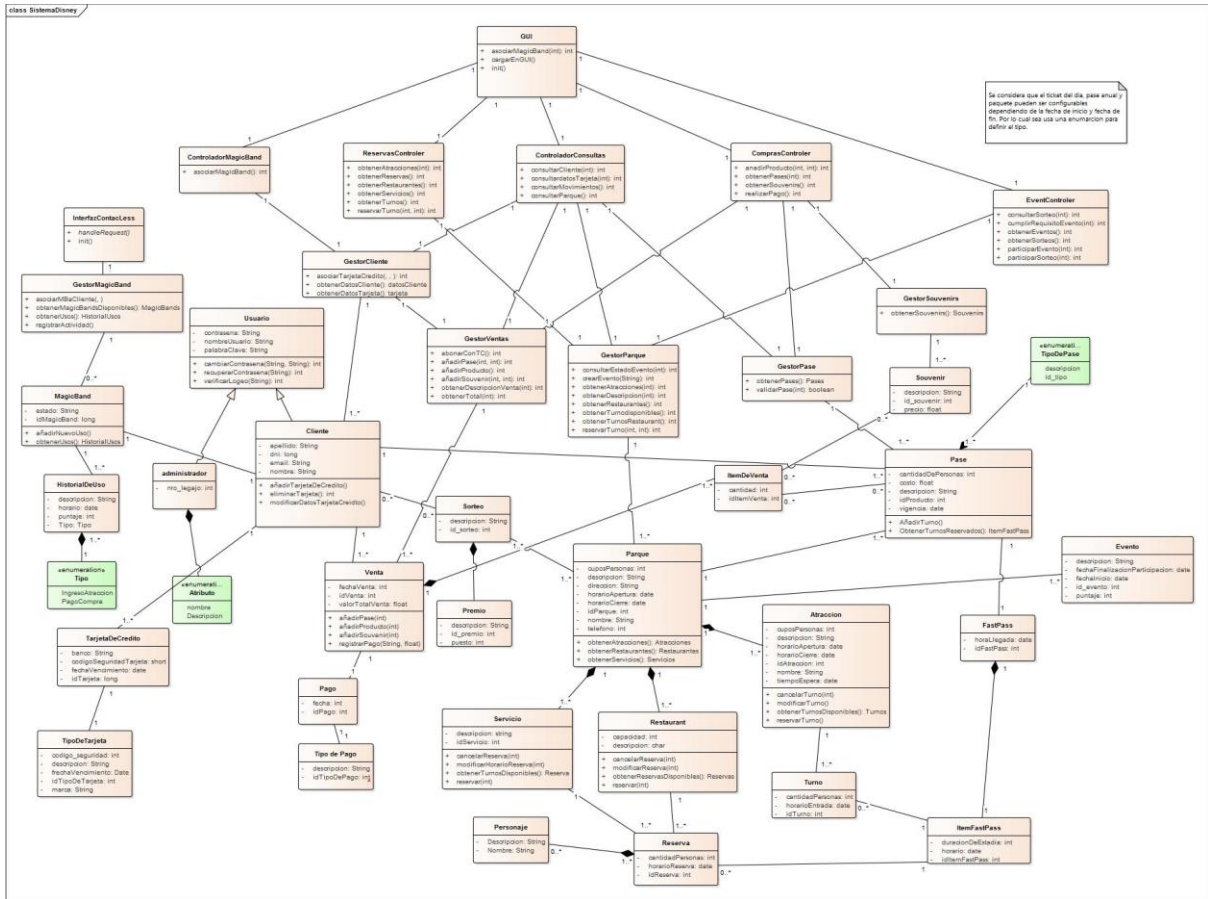 class SistemaDisney
GUI
+ asociarMagicBand(int): int
+ cargarEnGUI()
+ init()
Se considera que el ticket del día, pase anual y
paquete pueden ser configurables
dependiendo de la fecha de inicio y fecha de
fin. Por lo cual sea usa una enumarcion para
definir al tipo.
ControladorMagicBand
+ asociarMagicBand(): int
ReservasControler
+ obtenerAtracciones(int): int
+ obtenerReservas(): int
+ obtenerRestaurantes(): int
+ obtenerServicios(): int
+ obtenerTurnos(): int
+ reservarTurno(int, int): int
ControladorConsultas
+ consultarCliente(int): int
+ consultardatosTarjeta(int): int
+ consultarMovimientos(): int
+ consultarParque(): int
ComprasControler
+ anadirProducto(int, int): int
+ obtenerPases(int): int
+ obtenerSouvenirs(): int
+ realizarPago(): int
EventControler
+ consultarSorteo(int): int
+ cumplirRequisitoEvento(int): int
+ obtenerEventos(): int
+ obtenerSorteos(): int
+ participarEvento(int): int
+ participarSorteo(int): int
InterfazContacLess
+ handleRequest()
+ init()
GestorMagicBand
+ asociarMBaCliente(, )
+ obtenerMagicBandsDisponibles(): MagicBands
+ obtenerUsos(): HistorialUsos
+ registrarActividad()
GestorCliente
+ asociarTarjetaCredito(, , ): int
+ obtenerDatosCliente(): datosCliente
+ obtenerDatosTarjeta(): tarjeta
Usuario
- contrasena: String
- nombreUsuario: String
- palabraClave: String
+ cambiarContrasena(String, String): int
+ recuperarContrasena(String): int
+ verificarLogeo(String): int
GestorVentas
+ abonarConTC(): int
+ añadirPase(int, int): int
+ añadirProducto(): int
+ añadirSouvenir(int, int): int
+ obtenerDescripcionVenta(int): int
+ obtenerTotal(int): int
GestorParque
+ consulterEstadoEvento(int): int
+ crearEvento(String): int
+ obtenerAtracciones(int): int
+ obtenerDescripcion(int): int
+ obtenerRestaurantes(): int
+ obtenerTurnodisponibles(): int
+ obtenerTurnosRestaurant(): int
+ reservarTurno(int, int): int
GestorPase
+ obtenerPases(): Pases
+ validarPase(int): boolean
GestorSouvenirs
+ obtenerSouvenirs(): Souvenirs
Souvenir
- descripcion: String
- id_souvenir: int
- precio: float
«enumerati...
TipoDePase
descripcion
id_tipo
MagicBand
- estado: String
- idMagicBand: long
+ añadirNuevoUso()
+ obtenerUsos(): HistorialUsos
HistorialDeUso
- descripcion: String
- horario: date
- puntaje: int
- Tipo: Tipo
«enumeration»
Tipo
IngresoAtraccion
PagoCompra
administrador
- nro_legajo: int
«enumerati...
Atributo
nombre
Descripcion
Cliente
- apellido: String
- dni: long
- email: String
- nombre: String
+ añadirTarjetaDeCredito()
+ eliminarTarjeta(): int
+ modificarDatosTarjetaCreidto()
Sorteo
- descripcion: String
- id_sorteo: int
Premio
- descripcion: String
- id_premio: int
- puesto: int
ItemDeVenta
- cantidad: int
- idItemVenta: int
Pase
- cantidadDePersonas: int
- costo: float
- descripcion: String
- idProducto: int
- vigencia: date
+ AñadirTurno()
+ ObtenerTurnosReservados(): ItemFastPass
Evento
- descripcion: String
- fechaFinalizacionParticipacion: date
- fechaInicio: date
- id_evento: int
- puntaje: int
Venta
- fechaVenta: int
- idVenta: int
- valorTotalVenta: float
+ añadirPase(int)
+ añadirProducto(int)
+ añadirSouvenir(int)
+ registrarPago(String, float)
Parque
- cuposPersonas: int
- descripcion: String
- direccion: String
- horarioApertura: date
- horarioCierre: date
- idParque: int
- nombre: String
- telefono: int
+ obtenerAtracciones(): Atracciones
+ obtenerRestaurantes(): Restaurantes
+ obtenerServicios(): Servicios
Atraccion
- cuposPersonas: int
- descripcion: String
- horarioApertura: date
- horarioCierre: date
- idAtraccion: int
- nombre: String
- tiempoEspera: date
+ cancelarTurno(int)
+ modificarTurno()
+ obtenerTurnosDisponibles(): Turnos
+ reservarTurno()
FastPass
- horaLlegada: date
- idFastPass: int
TarjetaDeCredito
- banco: String
- codigoSeguridadTarjeta: short
- fechaVencimiento: date
- idTarjeta: long
TipoDeTarjeta
- codigo_seguridad: int
- descripcion: String
- frechaVencimiento: Date
- idTipoDeTarjeta: int
- marca: String
Pago
- fecha: int
- idPago: int
Tipo de Pago
- descripcion: String
- idTipoDePago: int
Servicio
- descripcion: string
- idServicio: int
+ cancelarReserva(int)
+ modificarHorarioReserva(int)
+ obtenerTurnosDisponibles(): Reserva
+ reservar(int)
Restaurant
- capacidad: int
- descripcion: char
+ cancelarReserva(int)
+ modificarReserva(int)
+ obtenerReservasDisponibles(): Reservas
+ reservar(int)
Turno
- cantidadPersonas: int
- horarioEntrada: date
- idTurno: int
ItemFastPass
- duracionDeEstadia: int
- horario: date
- idItemFastPass: int
Personaje
- Descripcion: String
- Nombre: String
Reserva
- cantidadPersonas: int
- horarioReserva: date
- idReserva: int